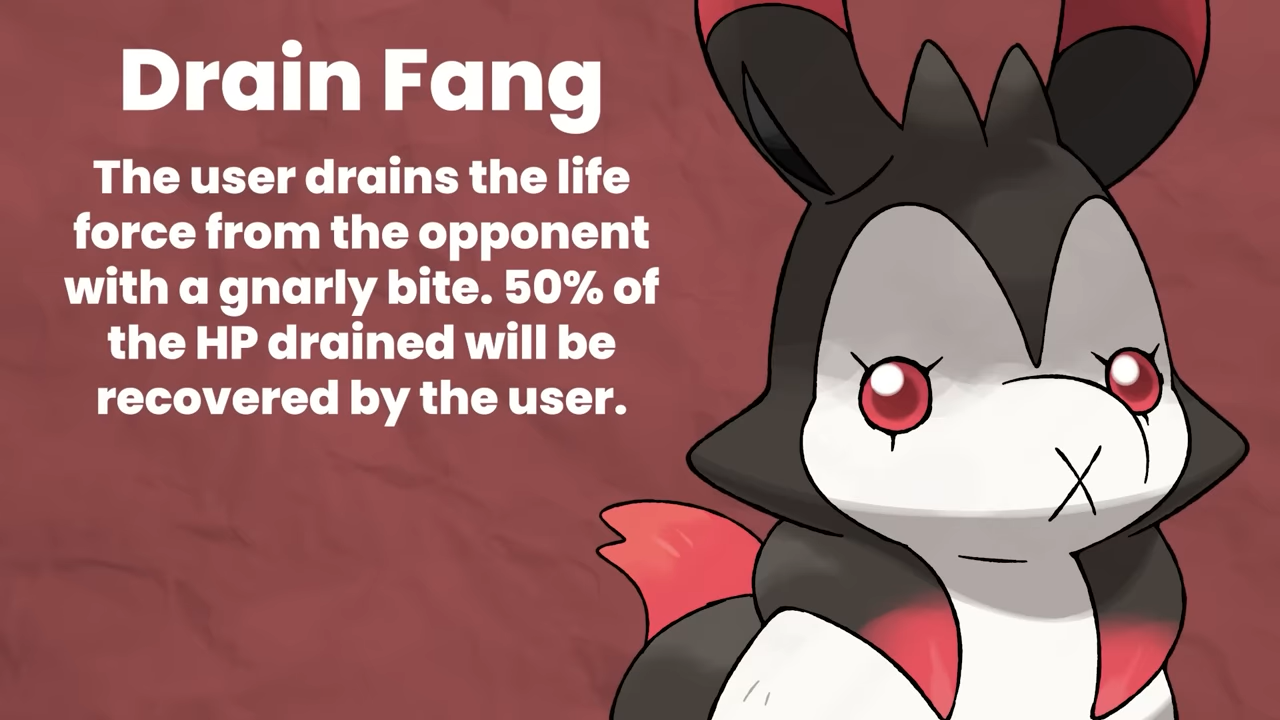 Drain Fang
The user drains the life
force from the opponent
with a gnarly bite. 50% of
the HP drained will be
recovered by the user.